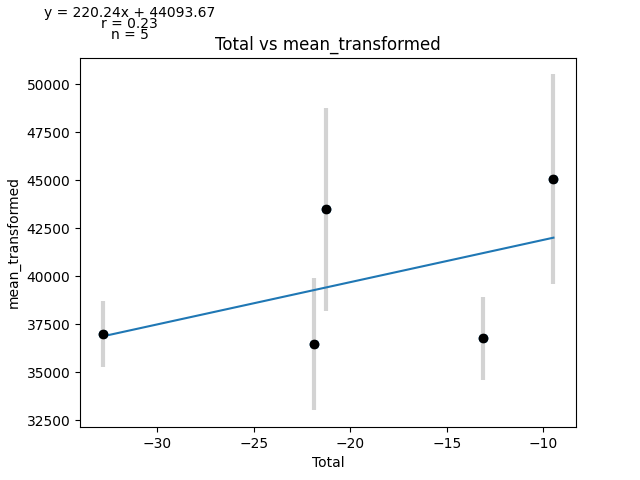 y = 220.24x + 44093.67
r = 0.23
n = 5
Total vs mean_transformed
mean_transformed
50000
47500
45000
42500
40000
37500
35000
32500
−30
−25
−20
−15
−10
Total